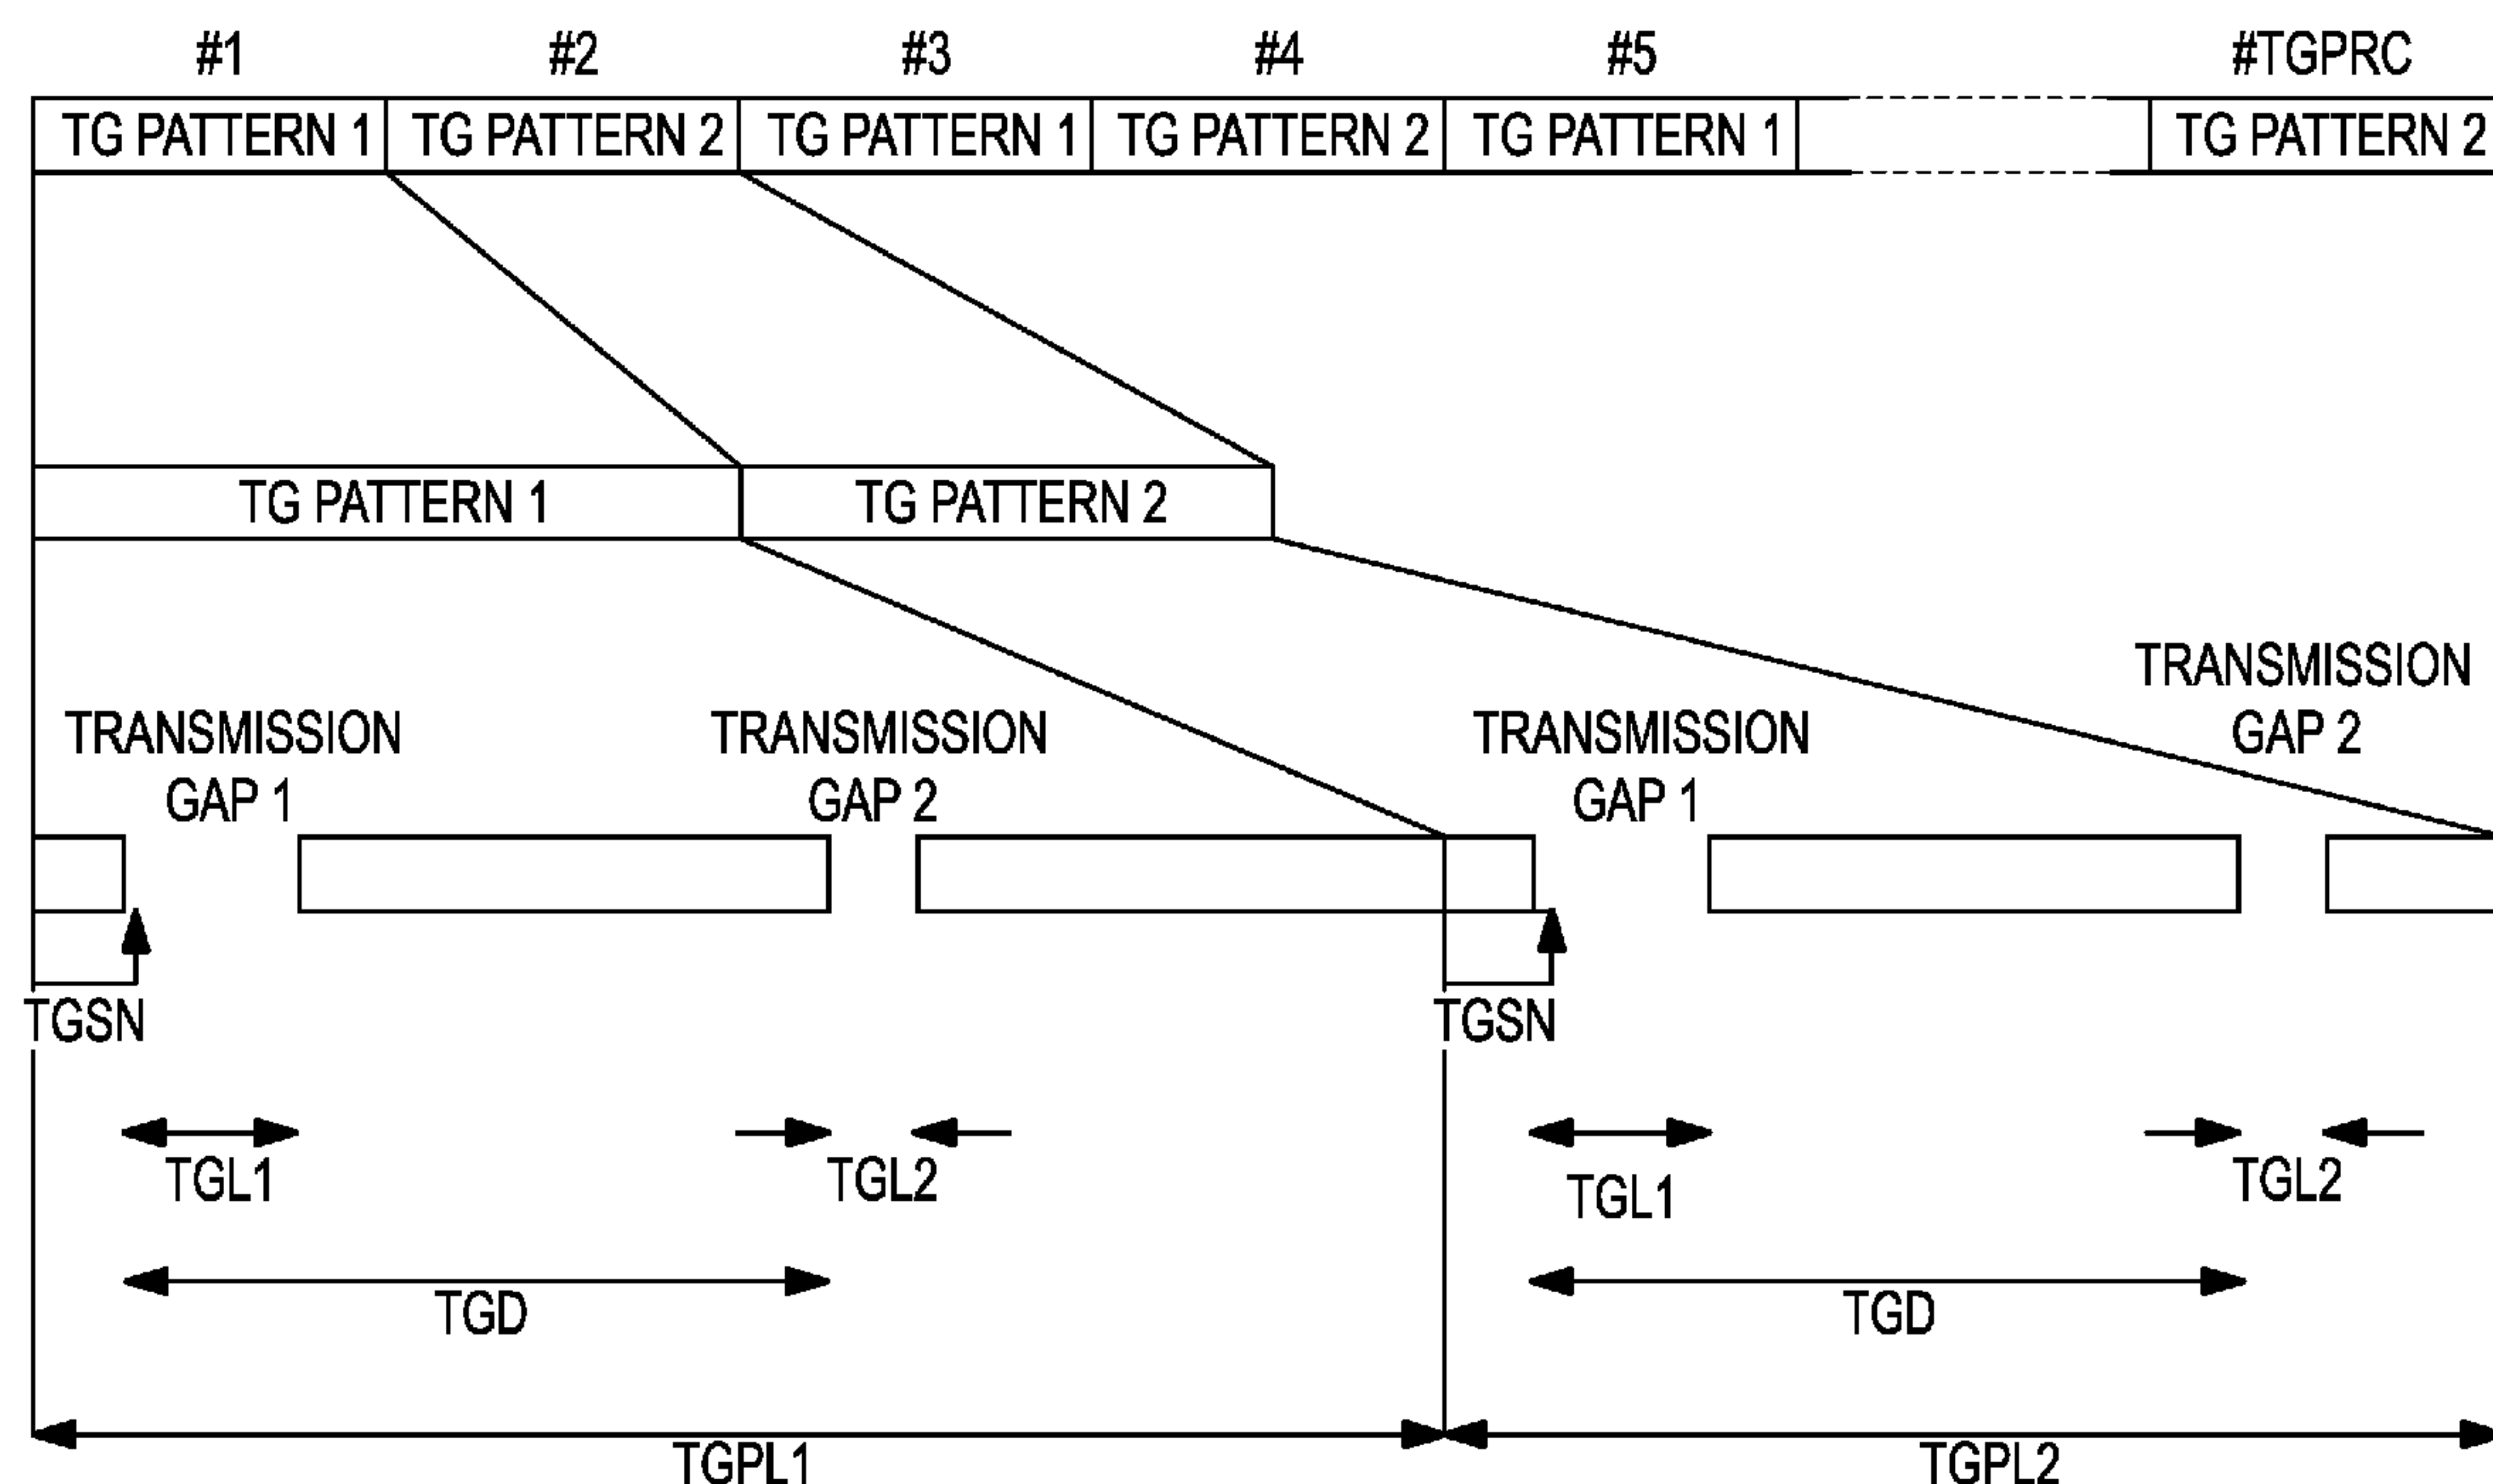 #1 #2 #3 #4 #5 #TGPRC
TG PATTERN 1 TG PATTERN 2 TG PATTERN 1 TG PATTERN 2 TG PATTERN 1 TG PATTERN 2
TG PATTERN 1 TG PATTERN 2
TRANSMISSION
GAP 1
TRANSMISSION
GAP 2
TRANSMISSION
GAP 1
TRANSMISSION
GAP 2
TGSN TGSN
TGL1 TGL2 TGL1 TGL2
TGD TGD
TGPL1 TGPL2